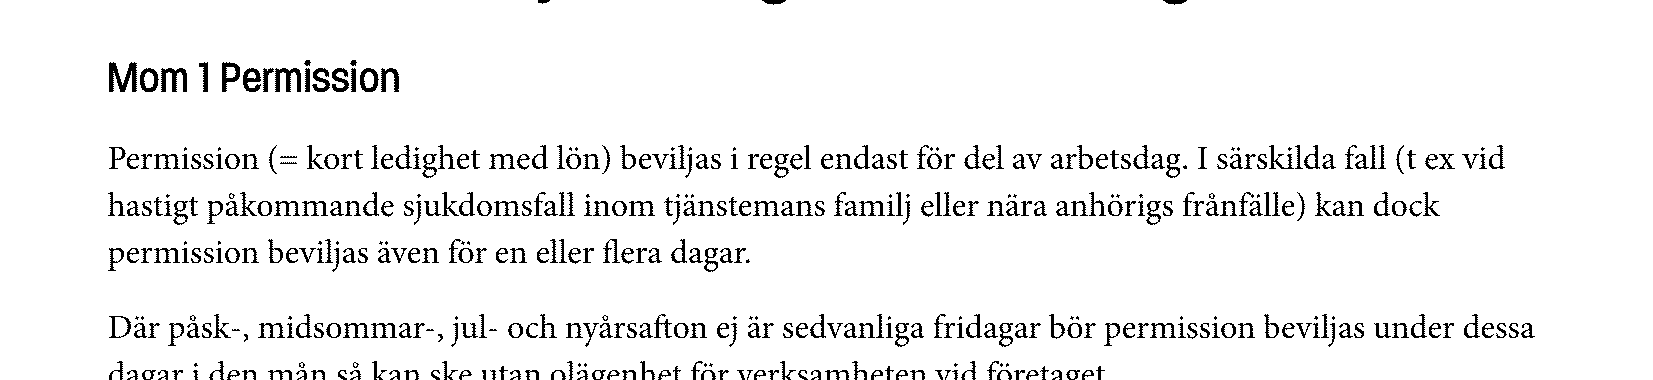 Mom 1 Permission
Permission (= kort ledighet med lön) beviljas i regel endast för del av arbetsdag. I särskilda fall (t ex vid
hastigt påkommande sjukdomsfall inom tjänstemans familj eller nära anhörigs frånfälle) kan dock
permission beviljas även för en eller flera dagar.
Där påsk-, midsommar-, jul- och nyårsafton ej är sedvanliga fridagar bör permission beviljas under dessa
dagar i den mån så kan ske utan olägenhet för verksamheten vid företaget.